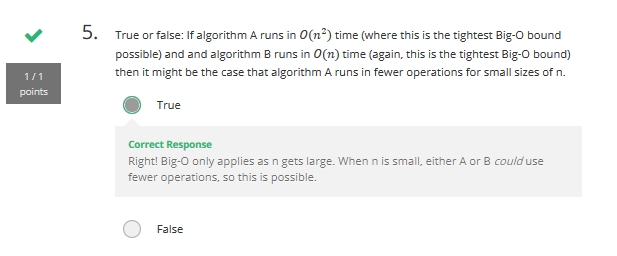 5. True or false: If algorithm A runs in O(n²) time (where this is the tightest Big-O bound
possible) and and algorithm B runs in O(n) time (again, this is the tightest Big-O bound)
then it might be the case that algorithm A runs in fewer operations for small sizes of n.
1 / 1
points
True
Correct Response
Right! Big-O only applies as n gets large. When n is small, either A or B could use
fewer operations, so this is possible.
False